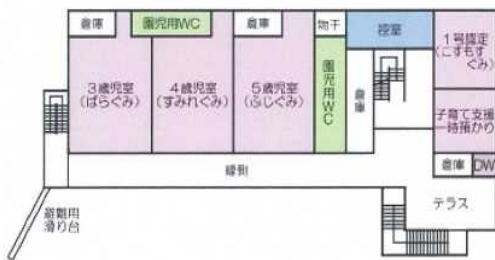 倉庫
園児用WC
倉庫
物干
控室
1号認定
(こすもす
ぐみ)
3歳児室
(ばらぐみ)
4歳児室
(すみれぐみ)
5歳児室
(ふじぐみ)
園児用WC
倉庫
子育て支援
一時預かり
縁側
倉庫
DW
テラス
避難用
滑り台